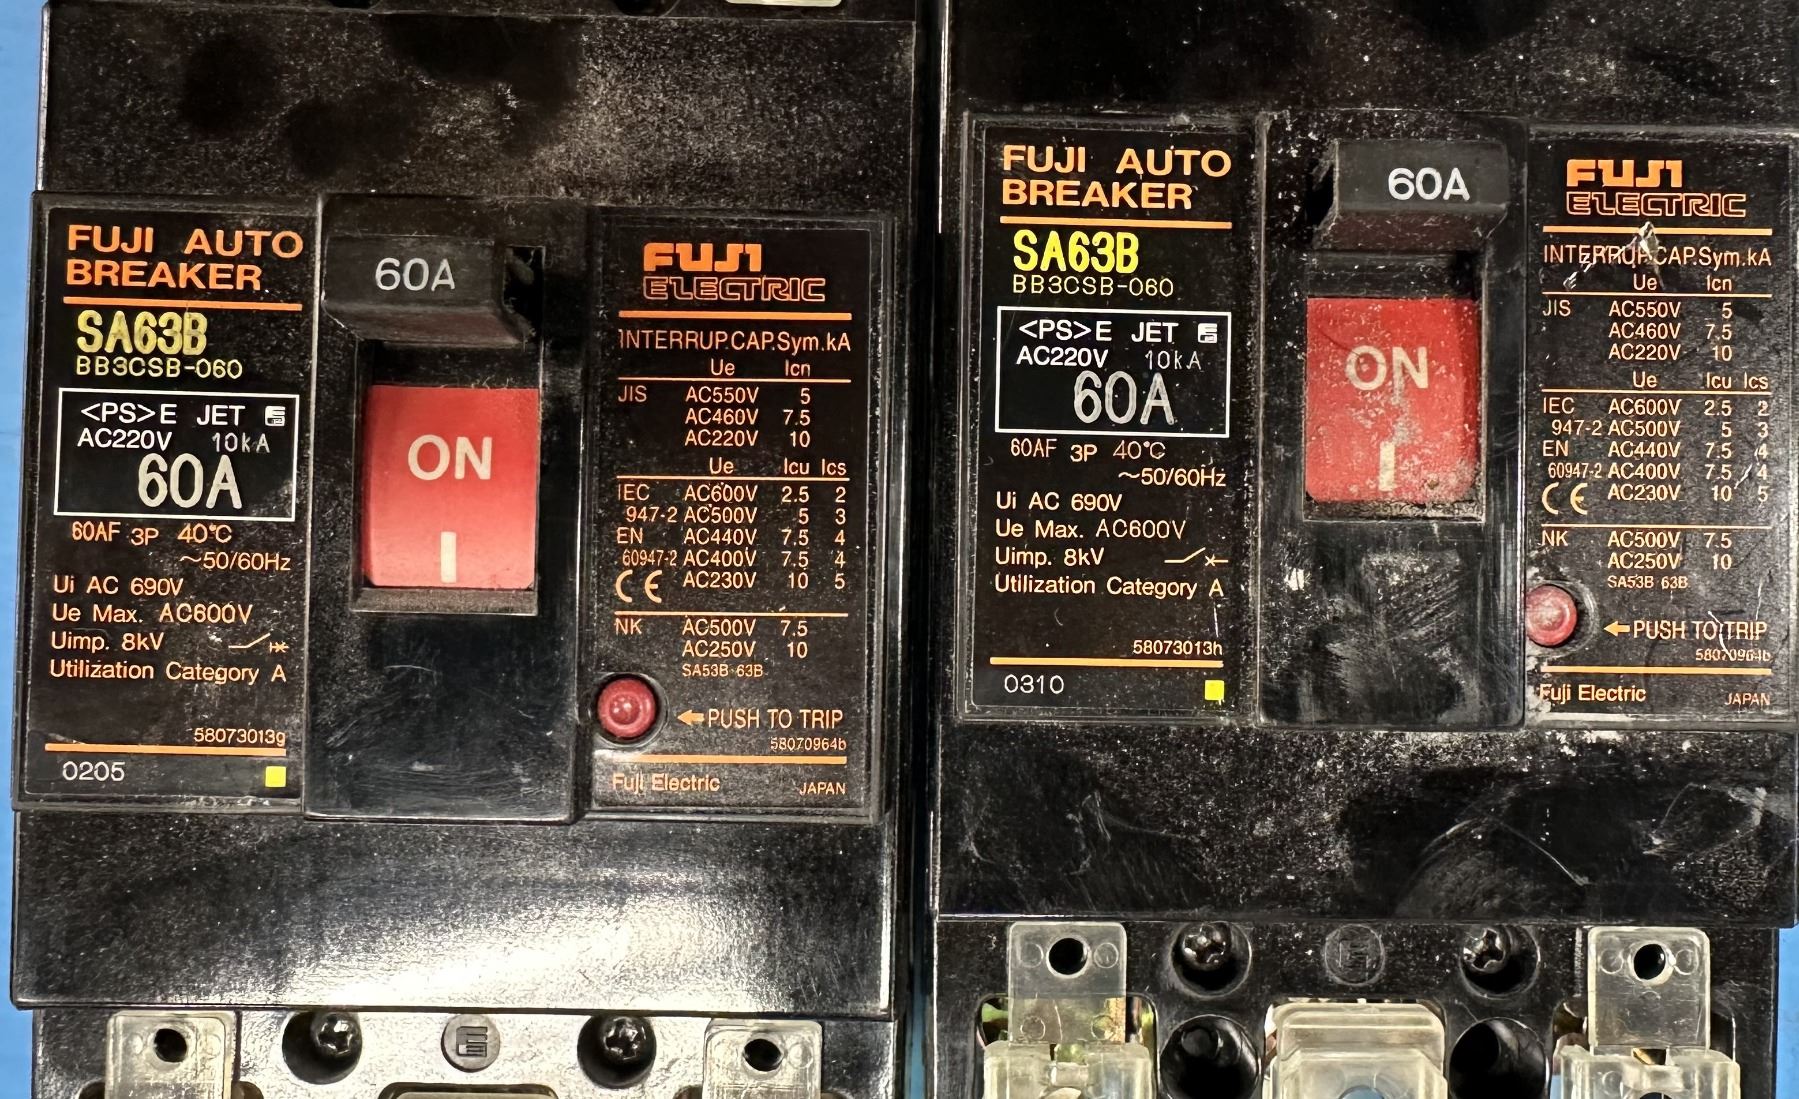 FUJI AUTO
BREAKER
SA63B
BB3CSB-060
<PS>E JET
AC220V 10kA
60A
60AF 3P 40°C
~50/60Hz
Ui AC 690V
Ue Max. AC600V
Uimp. 8kV
Utilization Category A
58073013g
0205
60A
ON
I
FUJI
ELECTRIC
INTERRUP.CAP.Sym.kA
Ue Icn
JIS AC550V 5
AC460V 7.5
AC220V 10
Ue Icu Ics
IEC AC600V 2.5 2
947-2 AC500V 5 3
EN AC440V 7.5 4
60947-2 AC400V 7.5 4
CE AC230V 10 5
NK AC500V 7.5
AC250V 10
SA53B·63B
←PUSH TO TRIP
58070964b
Fuji Electric JAPAN
FUJI AUTO
BREAKER
SA63B
BB3CSB-060
<PS>E JET
AC220V 10kA
60A
60AF 3P 40°C
~50/60Hz
Ui AC 690V
Ue Max. AC600V
Uimp. 8kV
Utilization Category A
58073013h
0310
60A
ON
I
FUJI
ELECTRIC
INTERRUP.CAP.Sym.kA
Ue Icn
JIS AC550V 5
AC460V 7.5
AC220V 10
Ue Icu Ics
IEC AC600V 2.5 2
947-2 AC500V 5 3
EN AC440V 7.5 4
60947-2 AC400V 7.5 4
CE AC230V 10 5
NK AC500V 7.5
AC250V 10
SA53B 63B
←PUSH TO TRIP
58070964b
Fuji Electric JAPAN